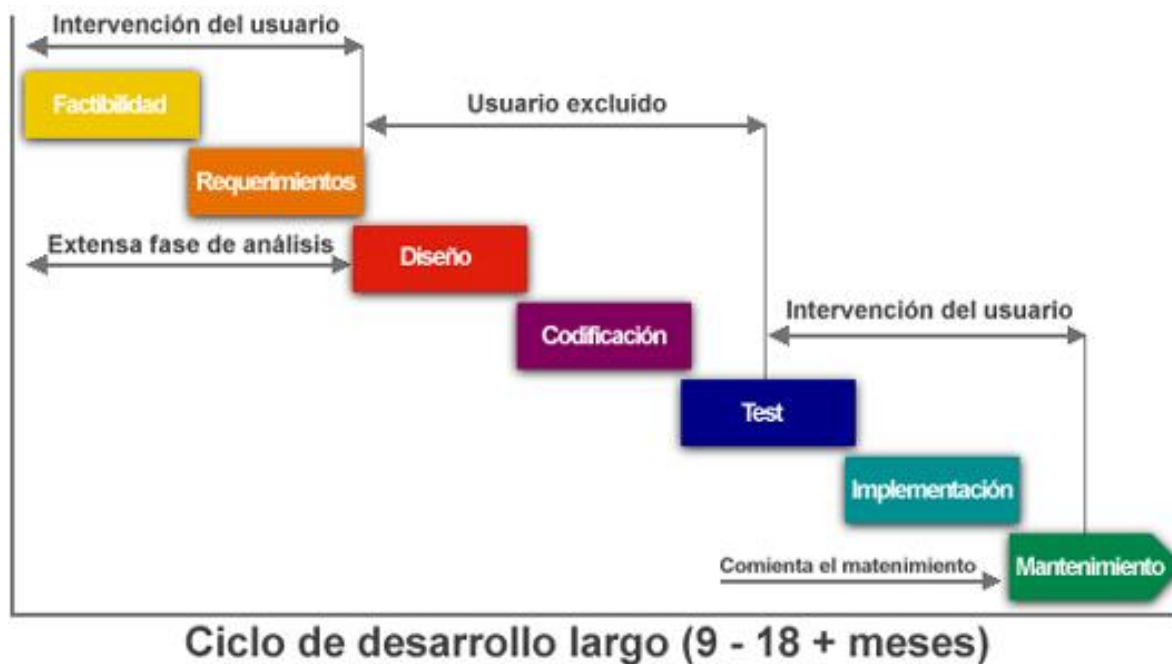 Intervención del usuario
Factibilidad
Usuario excluido
Requerimientos
Extensa fase de análisis
Diseño
Intervención del usuario
Codificación
Test
Implementación
Comienta el matenimiento
Mantenimiento
Ciclo de desarrollo largo (9 - 18 + meses)